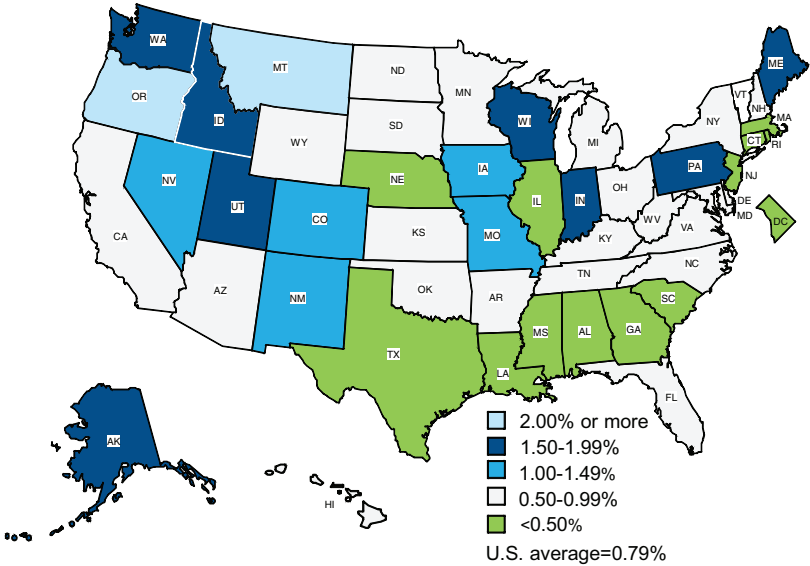 WA
ME
MT
ND
VT
MN
OR
NH
MA
ID
WI
NY
SD
CT
RI
MI
WY
PA
NJ
IA
NE
OH
NV
DE
IL
IN
UT
MD
CO
WV
DC
VA
KS
MO
KY
CA
NC
TN
OK
AZ
NM
AR
SC
MS
AL
GA
TX
LA
FL
AK
HI
2.00% or more
1.50-1.99%
1.00-1.49%
0.50-0.99%
<0.50%
U.S. average=0.79%